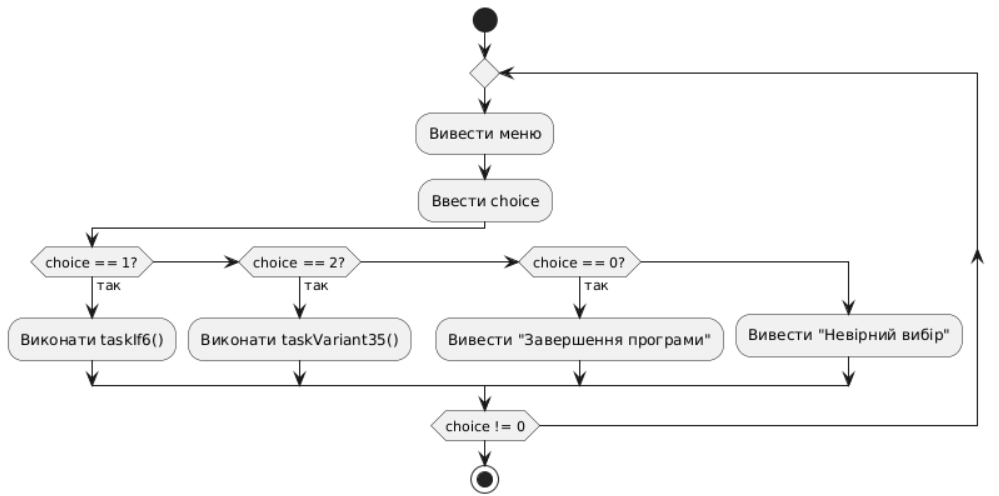 Вивести меню
Ввести choice
choice == 1?
choice == 2?
choice == 0?
так
так
так
Виконати taskIf6()
Виконати taskVariant35()
Вивести "Завершення програми"
Вивести "Невірний вибір"
choice != 0